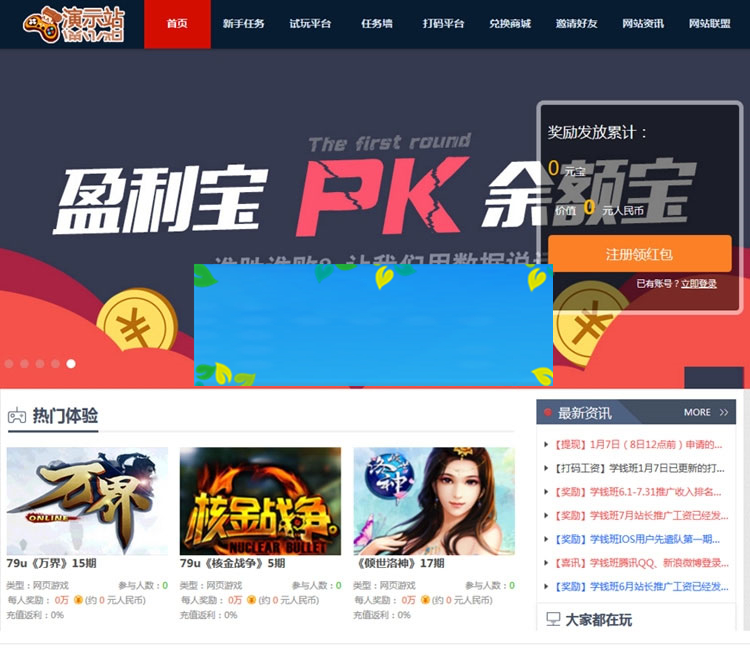 演示站
首页
新手任务
试玩平台
任务墙
打码平台
兑换商城
邀请好友
网站资讯
网站联盟
The first round
盈利宝 PK 余额宝
奖励发放累计：
0 元宝
价值 0 元人民币
注册领红包
已有账号？立即登录
热门体验
万界
ONLINE
79u《万界》15期
类型：网页游戏
参与人数：0
每人奖励： 0万 (约 0 元人民币)
充值返利：0%
核金战争
NUCLEAR BULLET
79u《核金战争》5期
类型：网页游戏
参与人数：0
每人奖励： 0万 (约 0 元人民币)
充值返利：0%
洛神
《倾世洛神》17期
类型：网页游戏
参与人数：0
每人奖励： 0万 (约 0 元人民币)
充值返利：0%
最新资讯
MORE >>
【提现】1月7日（8日12点前）申请的...
【打码工资】学钱班1月7日已更新的打...
【奖励】学钱班6.1-7.31推广收入排名...
【奖励】学钱班7月站长推广工资已经发...
【奖励】学钱班IOS用户先遣队第一期...
【喜讯】学钱班腾讯QQ、新浪微博登录...
【奖励】学钱班6月站长推广工资已经发...
大家都在玩